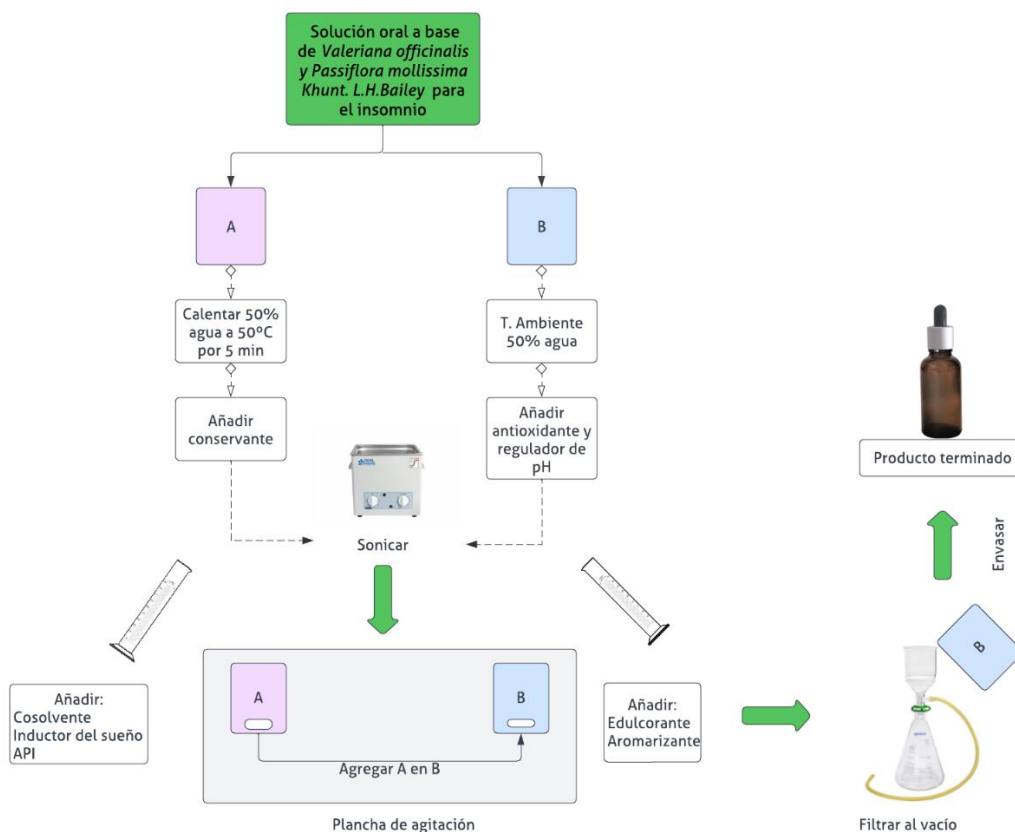 Solución oral a base
de Valeriana officinalis
y Passiflora mollissima
Khunt. L.H.Bailey para
el insomnio
A
B
Calentar 50%
agua a 50ºC
por 5 min
T. Ambiente
50% agua
Añadir
conservante
Añadir
antioxidante y
regulador de
pH
Sonicar
Producto terminado
Envasar
Añadir:
Cosolvente
Inductor del sueño
API
A
B
Agregar A en B
Plancha de agitación
Añadir:
Edulcorante
Aromarizante
B
Filtrar al vacío